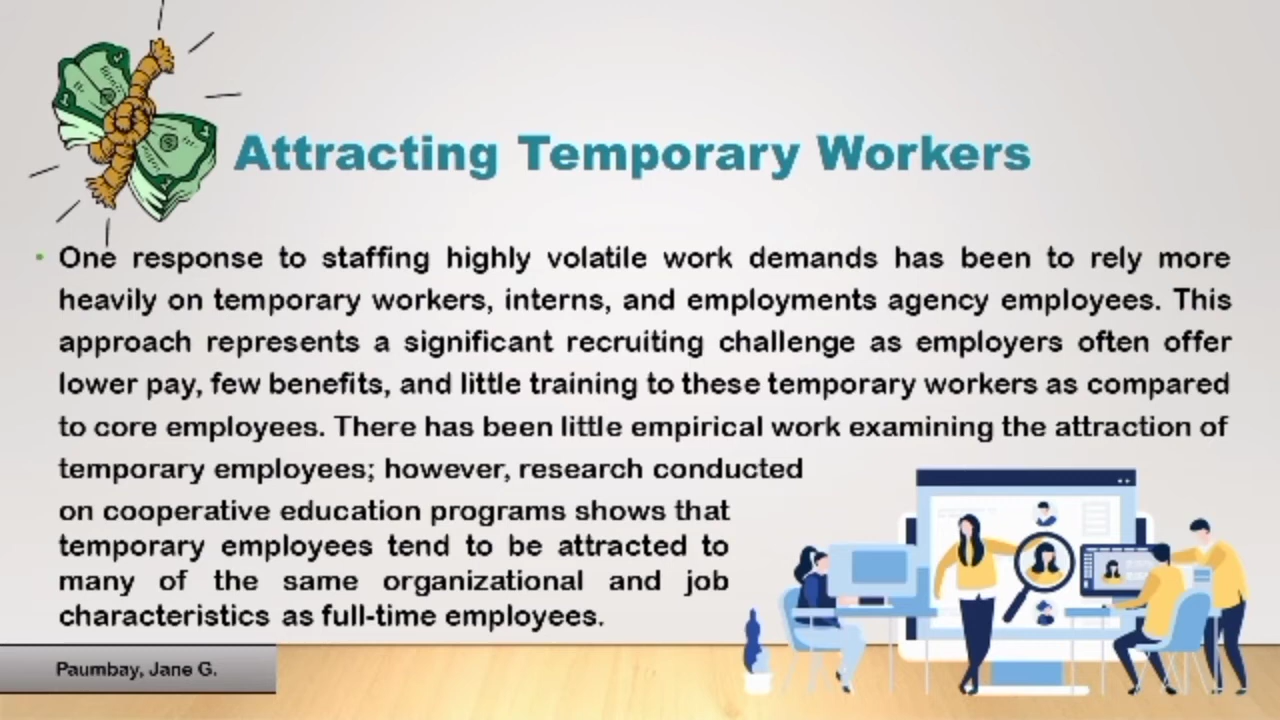 Attracting Temporary Workers
• One response to staffing highly volatile work demands has been to rely more
heavily on temporary workers, interns, and employments agency employees. This
approach represents a significant recruiting challenge as employers often offer
lower pay, few benefits, and little training to these temporary workers as compared
to core employees. There has been little empirical work examining the attraction of
temporary employees; however, research conducted
on cooperative education programs shows that
temporary employees tend to be attracted to
many of the same organizational and job
characteristics as full-time employees.
Paumbay, Jane G.